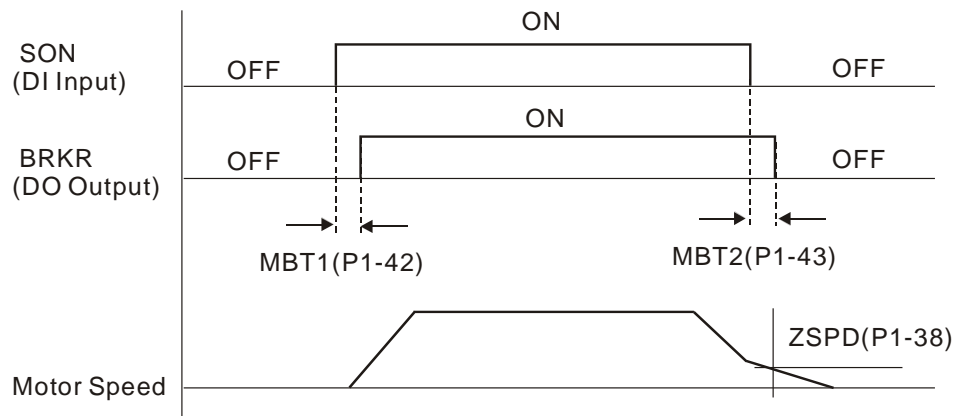 ON
SON
(DI Input)
OFF
OFF
ON
BRKR
(DO Output)
OFF
OFF
MBT1(P1-42)
MBT2(P1-43)
ZSPD(P1-38)
Motor Speed